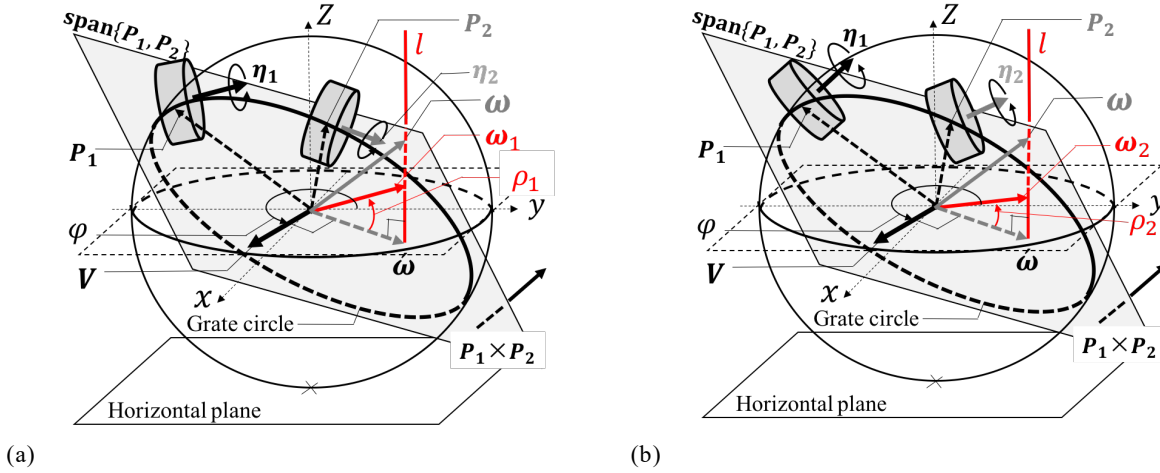 span{P₁, P₂}
Z
P₂
l
η₁
η₂
ω
ω₁
ρ₁
P₁
y
φ
V
ω
x
Grate circle
P₁×P₂
Horizontal plane
(a)
span{P₁, P₂}
Z
P₂
l
η₁
η₂
ω
ω₂
P₁
y
φ
ρ₂
V
ω
x
Grate circle
P₁×P₂
Horizontal plane
(b)